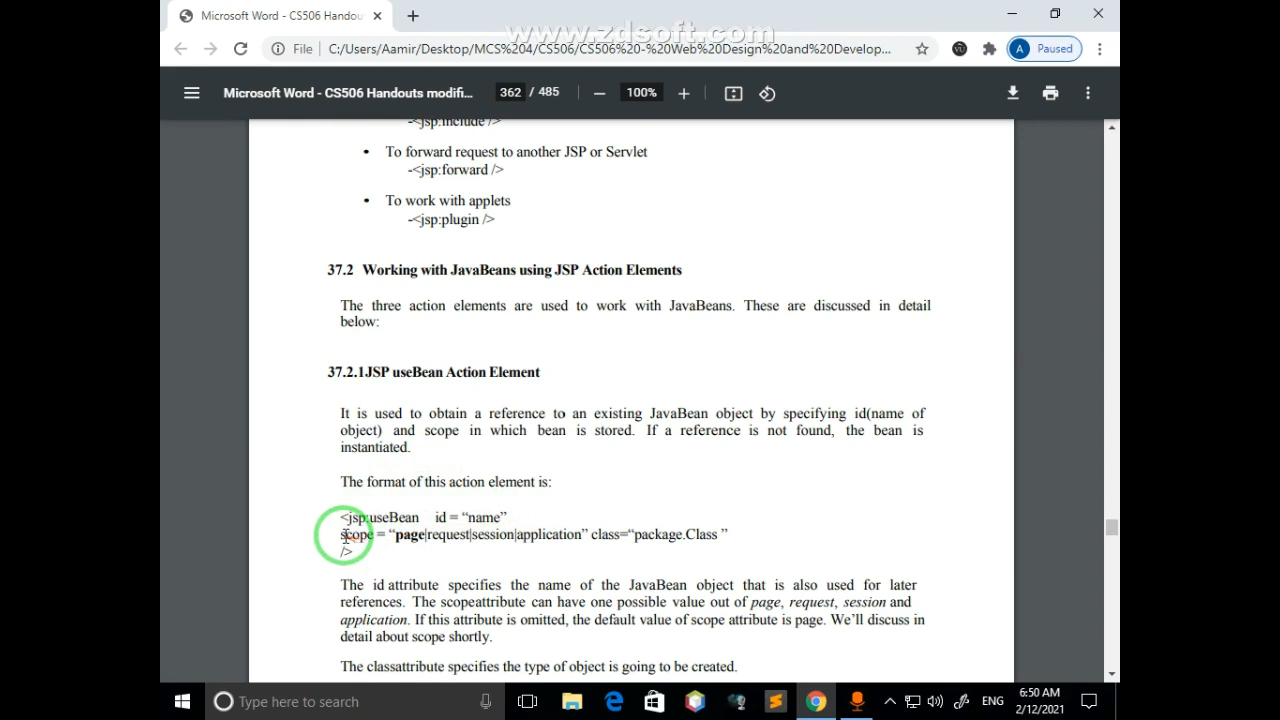 Microsoft Word - CS506 Handou
www.zdsoft.com
File C:/Users/Aamir/Desktop/MCS%204/CS506/CS506%20-%20Web%20Design%20and%20Develop...
A Paused
Microsoft Word - CS506 Handouts modifi... 362 / 485 100%
-<jsp:include />
• To forward request to another JSP or Servlet
-<jsp:forward />
• To work with applets
-<jsp:plugin />
37.2 Working with JavaBeans using JSP Action Elements
The three action elements are used to work with JavaBeans. These are discussed in detail
below:
37.2.1JSP useBean Action Element
It is used to obtain a reference to an existing JavaBean object by specifying id(name of
object) and scope in which bean is stored. If a reference is not found, the bean is
instantiated.
The format of this action element is:
<jsp:useBean id = “name”
scope = “page|request|session|application” class=“package.Class ”
/>
The id attribute specifies the name of the JavaBean object that is also used for later
references. The scopeattribute can have one possible value out of page, request, session and
application. If this attribute is omitted, the default value of scope attribute is page. We’ll discuss in
detail about scope shortly.
The classattribute specifies the type of object is going to be created.
Type here to search
ENG
6:50 AM
2/12/2021